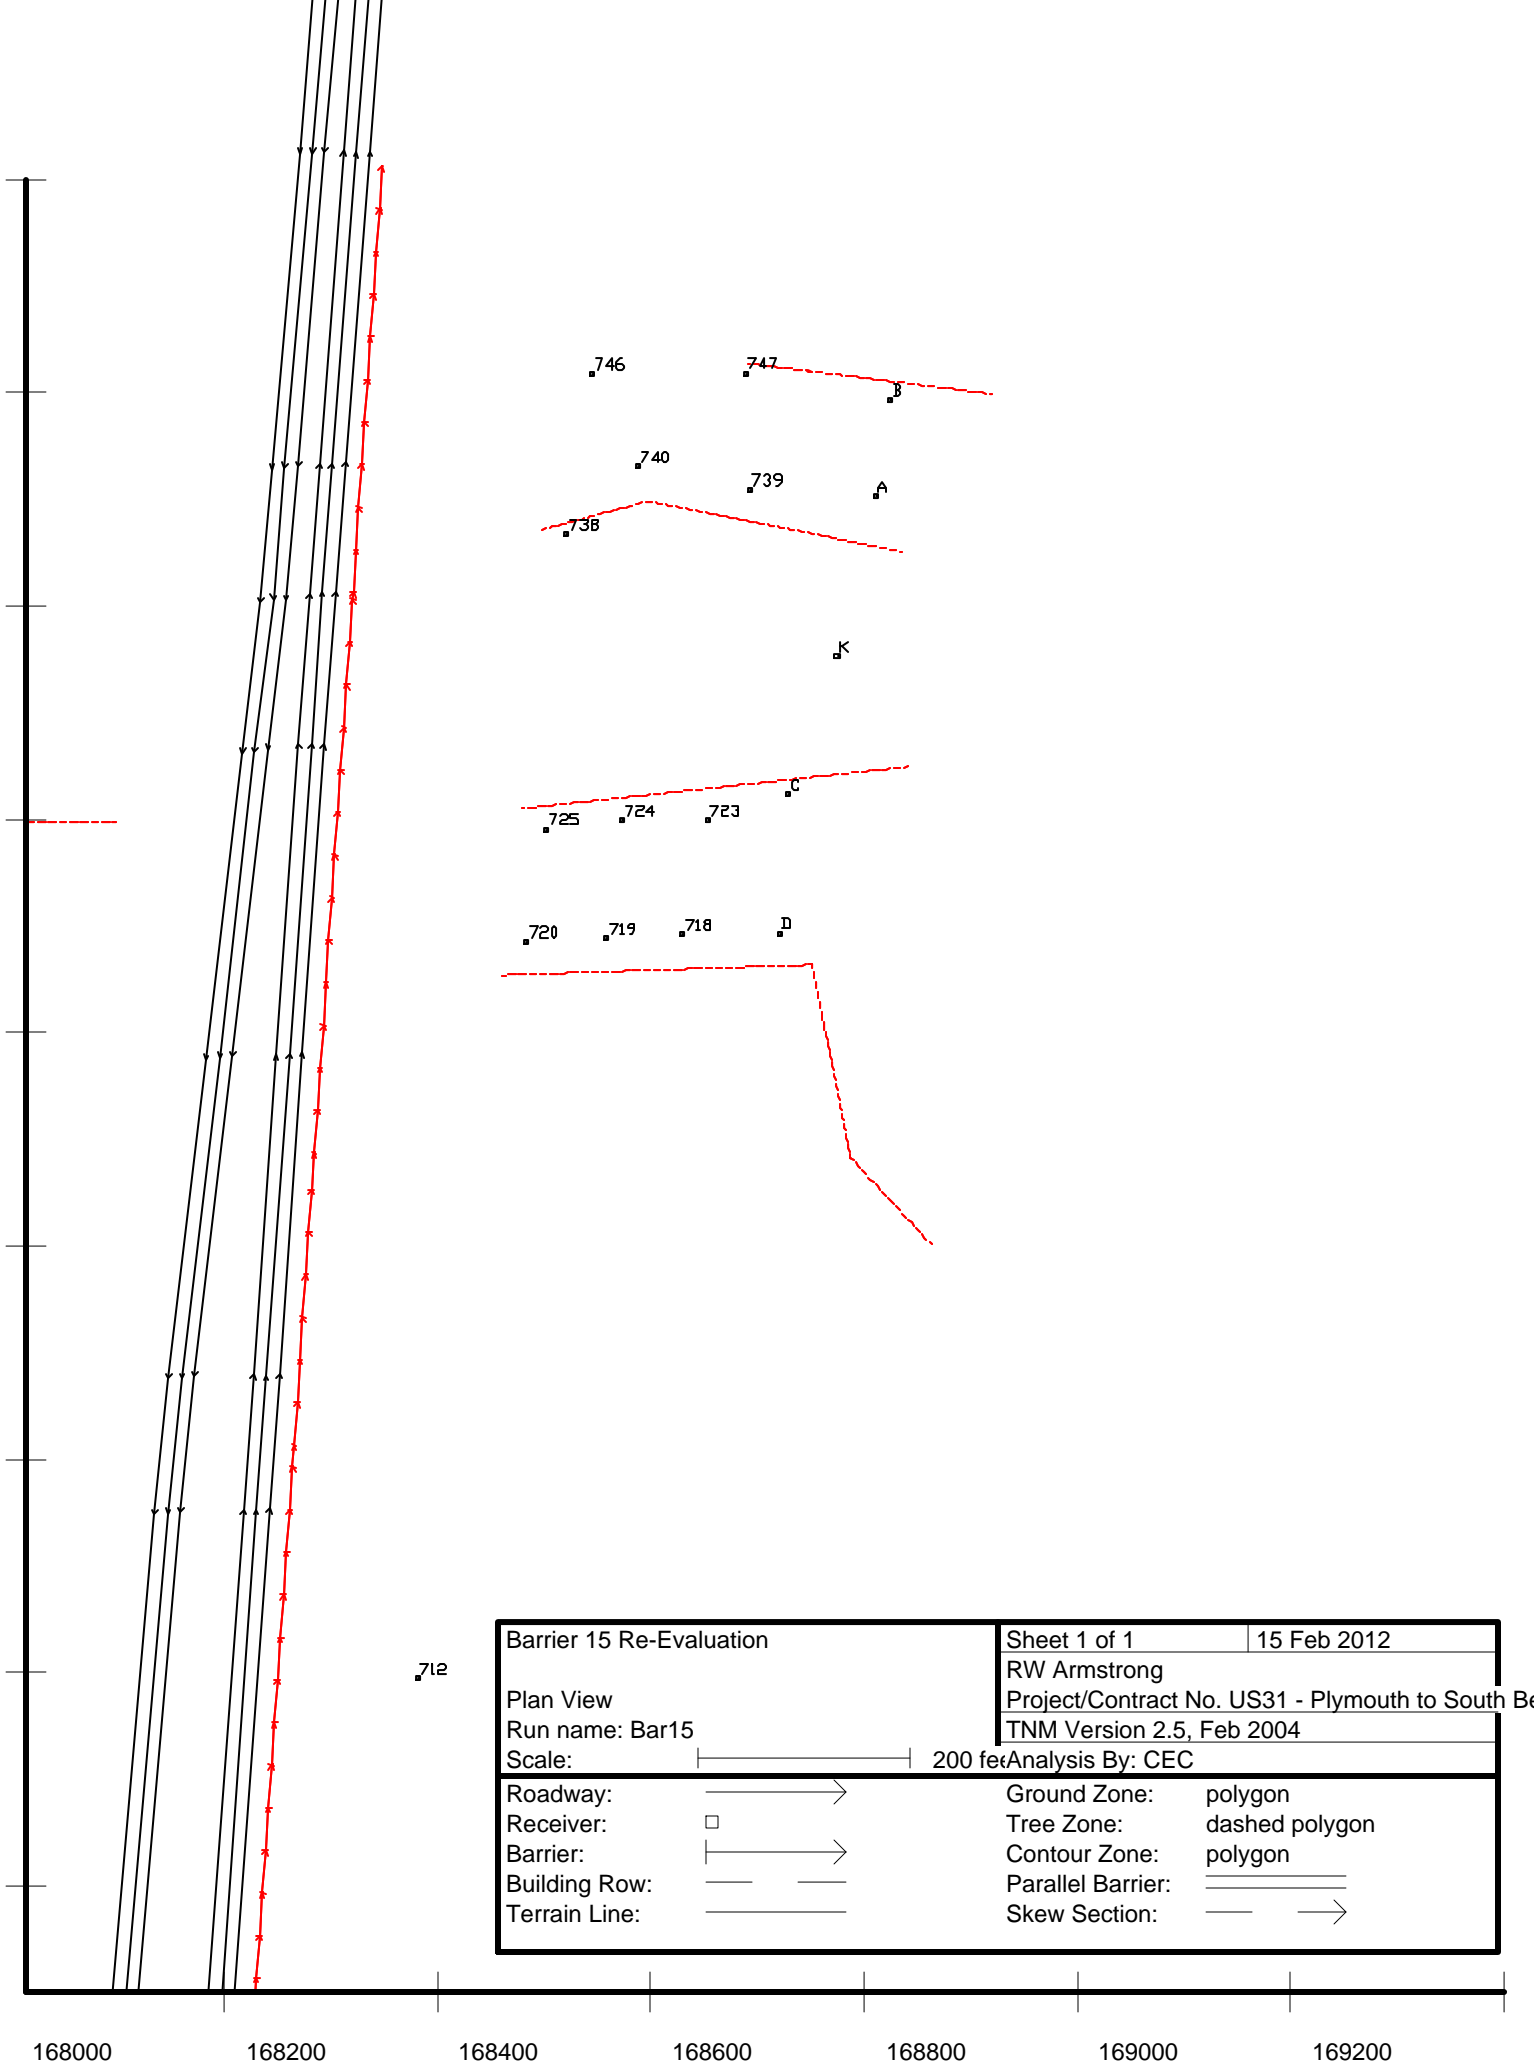 746
747
B
740
739
A
738
K
C
725
724
723
720
719
718
D
712
Barrier 15 Re-Evaluation
Sheet 1 of 1
15 Feb 2012
RW Armstrong
Plan View
Project/Contract No. US31 - Plymouth to South Be
Run name: Bar15
TNM Version 2.5, Feb 2004
Scale:
200 fee
Analysis By: CEC
Roadway:
Ground Zone: polygon
Receiver:
Tree Zone: dashed polygon
Barrier:
Contour Zone: polygon
Building Row:
Parallel Barrier:
Terrain Line:
Skew Section:
168000 168200 168400 168600 168800 169000 169200